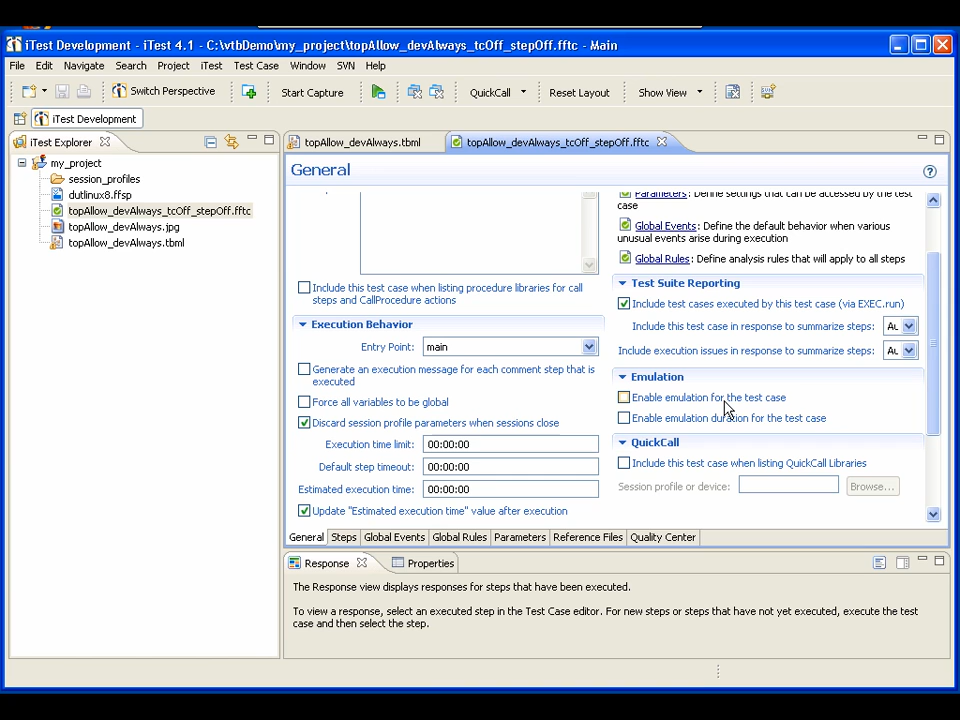 iTest Development - iTest 4.1 - C:\vtbDemo\my_project\topAllow_devAlways_tcOff_stepOff.fftc - Main
File Edit Navigate Search Project iTest Test Case Window SVN Help
Switch Perspective Start Capture QuickCall Reset Layout Show View
iTest Development
iTest Explorer
my_project
session_profiles
dutlinux8.ffsp
topAllow_devAlways_tcOff_stepOff.fftc
topAllow_devAlways.jpg
topAllow_devAlways.tbml
topAllow_devAlways.tbml topAllow_devAlways_tcOff_stepOff.fftc
General
Include this test case when listing procedure libraries for call
steps and CallProcedure actions
Execution Behavior
Entry Point: main
Generate an execution message for each comment step that is
executed
Force all variables to be global
Discard session profile parameters when sessions close
Execution time limit: 00:00:00
Default step timeout: 00:00:00
Estimated execution time: 00:00:00
Update "Estimated execution time" value after execution
Parameters: Define settings that can be accessed by the test
case
Global Events: Define the default behavior when various
unusual events arise during execution
Global Rules: Define analysis rules that will apply to all steps
Test Suite Reporting
Include test cases executed by this test case (via EXEC.run)
Include this test case in response to summarize steps:
Include execution issues in response to summarize steps:
Emulation
Enable emulation for the test case
Enable emulation duration for the test case
QuickCall
Include this test case when listing QuickCall Libraries
Session profile or device: Browse...
General Steps Global Events Global Rules Parameters Reference Files Quality Center
Response Properties
The Response view displays responses for steps that have been executed.
To view a response, select an executed step in the Test Case editor. For new steps or steps that have not yet executed, execute the test
case and then select the step.